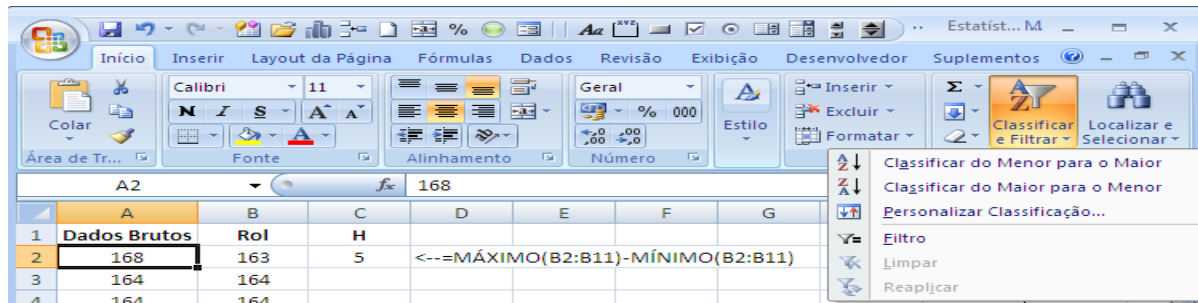 Aa XYZ Estatíst... M
Início Inserir Layout da Página Fórmulas Dados Revisão Exibição Desenvolvedor Suplementos
Colar
Calibri 11
N I S A A
A
Geral
% 000
,00
Estilo
Inserir
Excluir
Formatar
Σ
Classificar e Filtrar
Localizar e Selecionar
Área de Tr... Fonte Alinhamento Número
Classificar do Menor para o Maior
Classificar do Maior para o Menor
Personalizar Classificação...
Filtro
Limpar
Reaplicar
A2 fx 168
A B C D E F G
1 Dados Brutos Rol H
2 168 163 5 <--=MÁXIMO(B2:B11)-MÍNIMO(B2:B11)
3 164 164
4 164 164